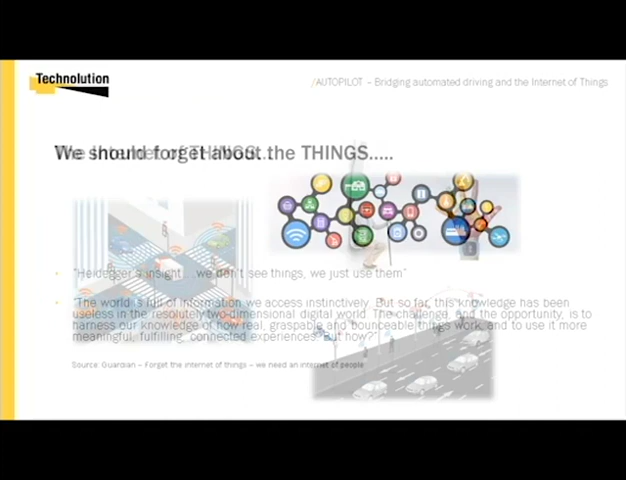 Technolution
/AUTOPILOT – Bridging automated driving and the Internet of Things
We should forget about the THINGS.....
"Heidegger's insight.....we don't see things, we just use them"
"The world is full of information we access instinctively. But so far, this knowledge has been
useless in the resolutely two-dimensional digital world. The challenge, and the opportunity, is to
harness our knowledge of how real, graspable and bounceable things work, and to use it more
meaningful, fulfilling, connected experiences. But how?"
Source: Guardian – Forget the internet of things – we need an internet of people